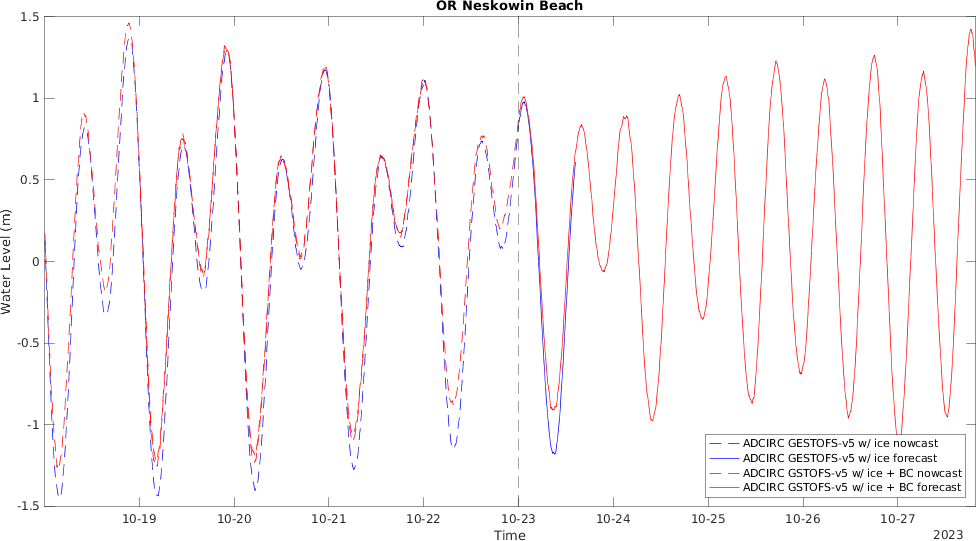 OR Neskowin Beach
1.5
1
0.5
0
-0.5
-1
-1.5
Water Level (m)
10-19 10-20 10-21 10-22 10-23 10-24 10-25 10-26 10-27
Time
2023
ADCIRC GESTOFS-v5 w/ ice nowcast
ADCIRC GESTOFS-v5 w/ ice forecast
ADCIRC GSTOFS-v5 w/ ice + BC nowcast
ADCIRC GSTOFS-v5 w/ ice + BC forecast